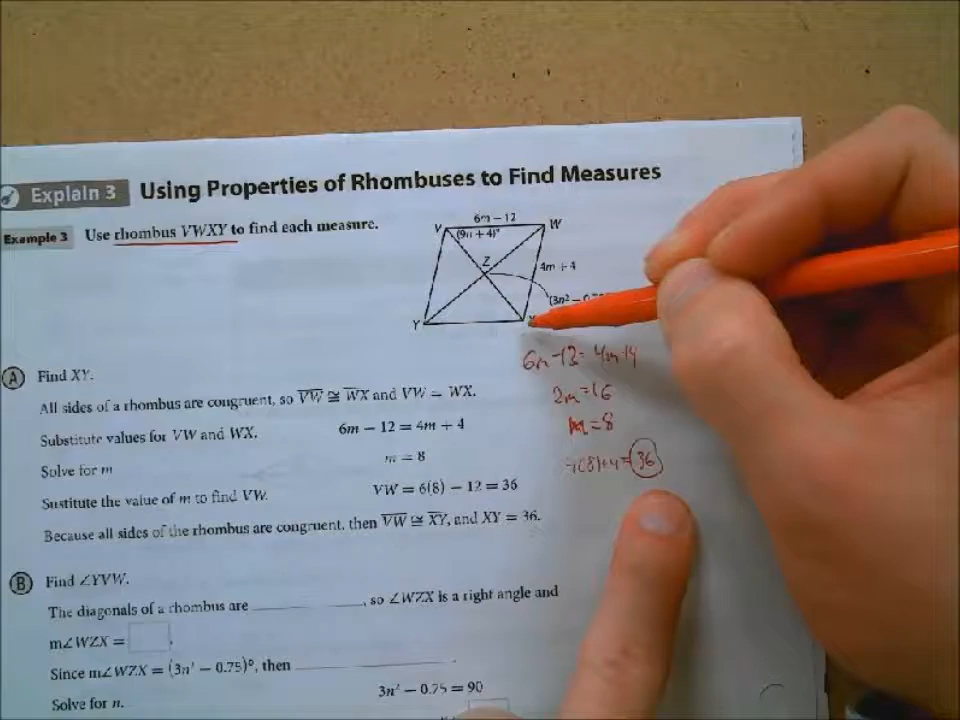 Explain 3 Using Properties of Rhombuses to Find Measures
Example 3 Use rhombus VWXY to find each measure.
6m − 12
V W
(9n + 4)°
Z
4m + 4
(3n² − 0.75
Y
A Find XY.
All sides of a rhombus are congruent, so VW ≅ WX and VW = WX.
Substitute values for VW and WX. 6m − 12 = 4m + 4
Solve for m m = 8
Sustitute the value of m to find VW. VW = 6(8) − 12 = 36
Because all sides of the rhombus are congruent, then VW ≅ XY, and XY = 36.
6m-12=4m+4
2m=16
m=8
4(8)+4=36
B Find ∠YVW.
The diagonals of a rhombus are ____________, so ∠WZX is a right angle and
m∠WZX = .
Since m∠WZX = (3n² − 0.75)°, then ____________.
Solve for n. 3n² − 0.75 = 90